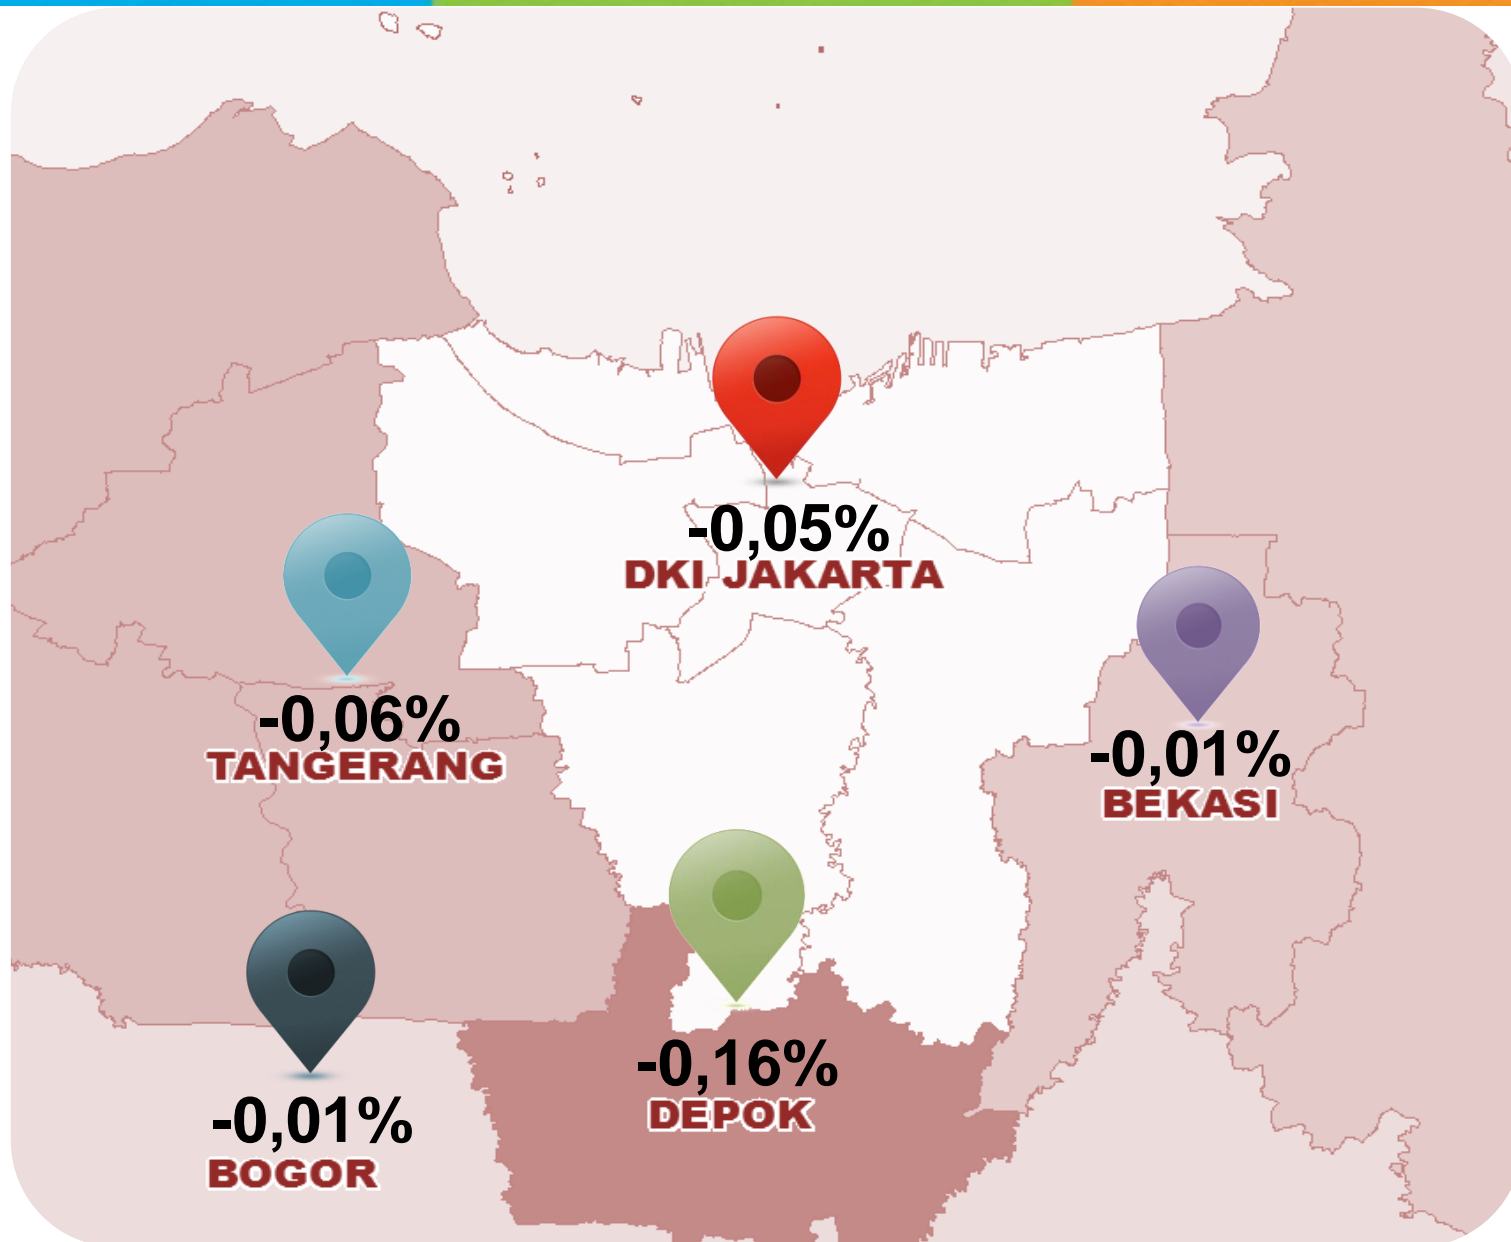 -0,05%
DKI JAKARTA
-0,06%
TANGERANG
-0,01%
BEKASI
-0,16%
DEPOK
-0,01%
BOGOR